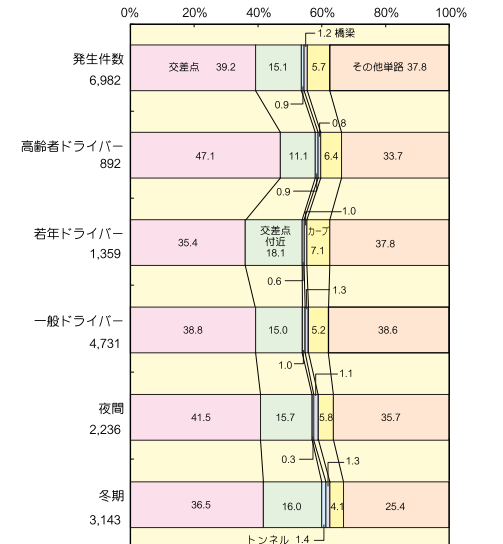 0% 20% 40% 60% 80% 100%
1.2 橋梁
発生件数
6,982
交差点 39.2 15.1 5.7 その他単路 37.8
0.9
0.8
高齢者ドライバー
892
47.1 11.1 6.4 33.7
0.9
1.0
若年ドライバー
1,359
35.4
交差点
付近
18.1
カーブ
7.1
37.8
0.6
1.3
一般ドライバー
4,731
38.8 15.0 5.2 38.6
1.0
1.1
夜間
2,236
41.5 15.7 5.8 35.7
0.3
1.3
冬期
3,143
36.5 16.0 4.1 25.4
トンネル 1.4